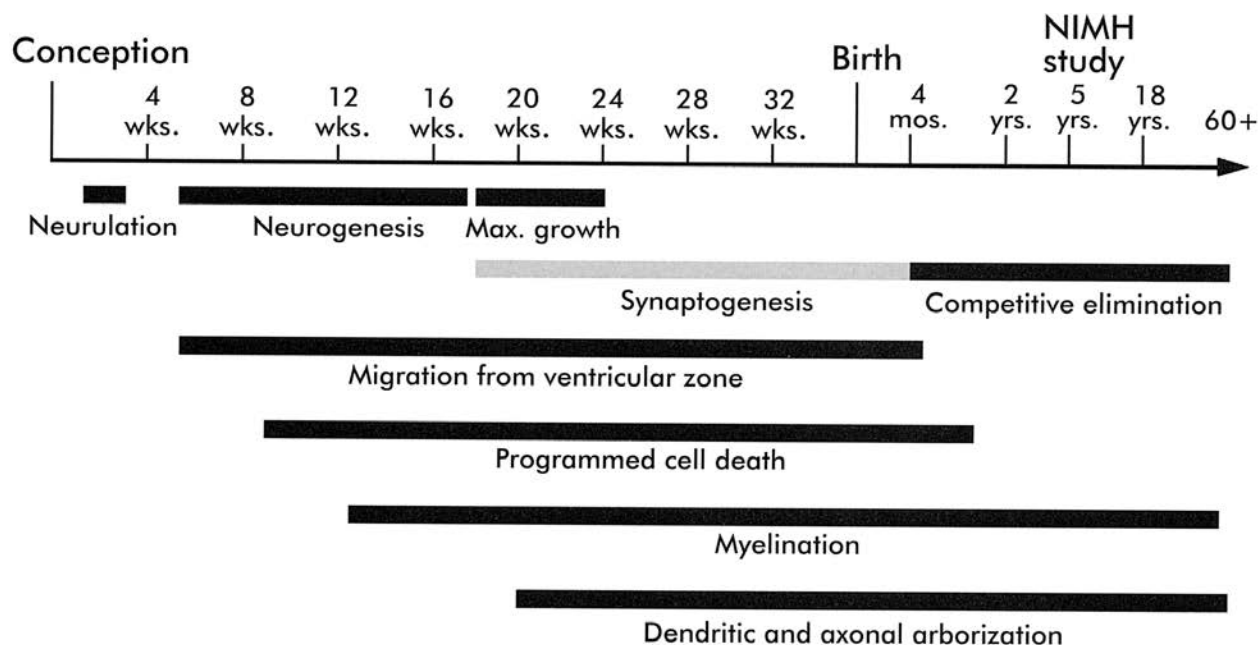 Conception
Birth
NIMH
study
4
wks.
8
wks.
12
wks.
16
wks.
20
wks.
24
wks.
28
wks.
32
wks.
4
mos.
2
yrs.
5
yrs.
18
yrs.
60+
Neurulation
Neurogenesis
Max. growth
Synaptogenesis
Competitive elimination
Migration from ventricular zone
Programmed cell death
Myelination
Dendritic and axonal arborization